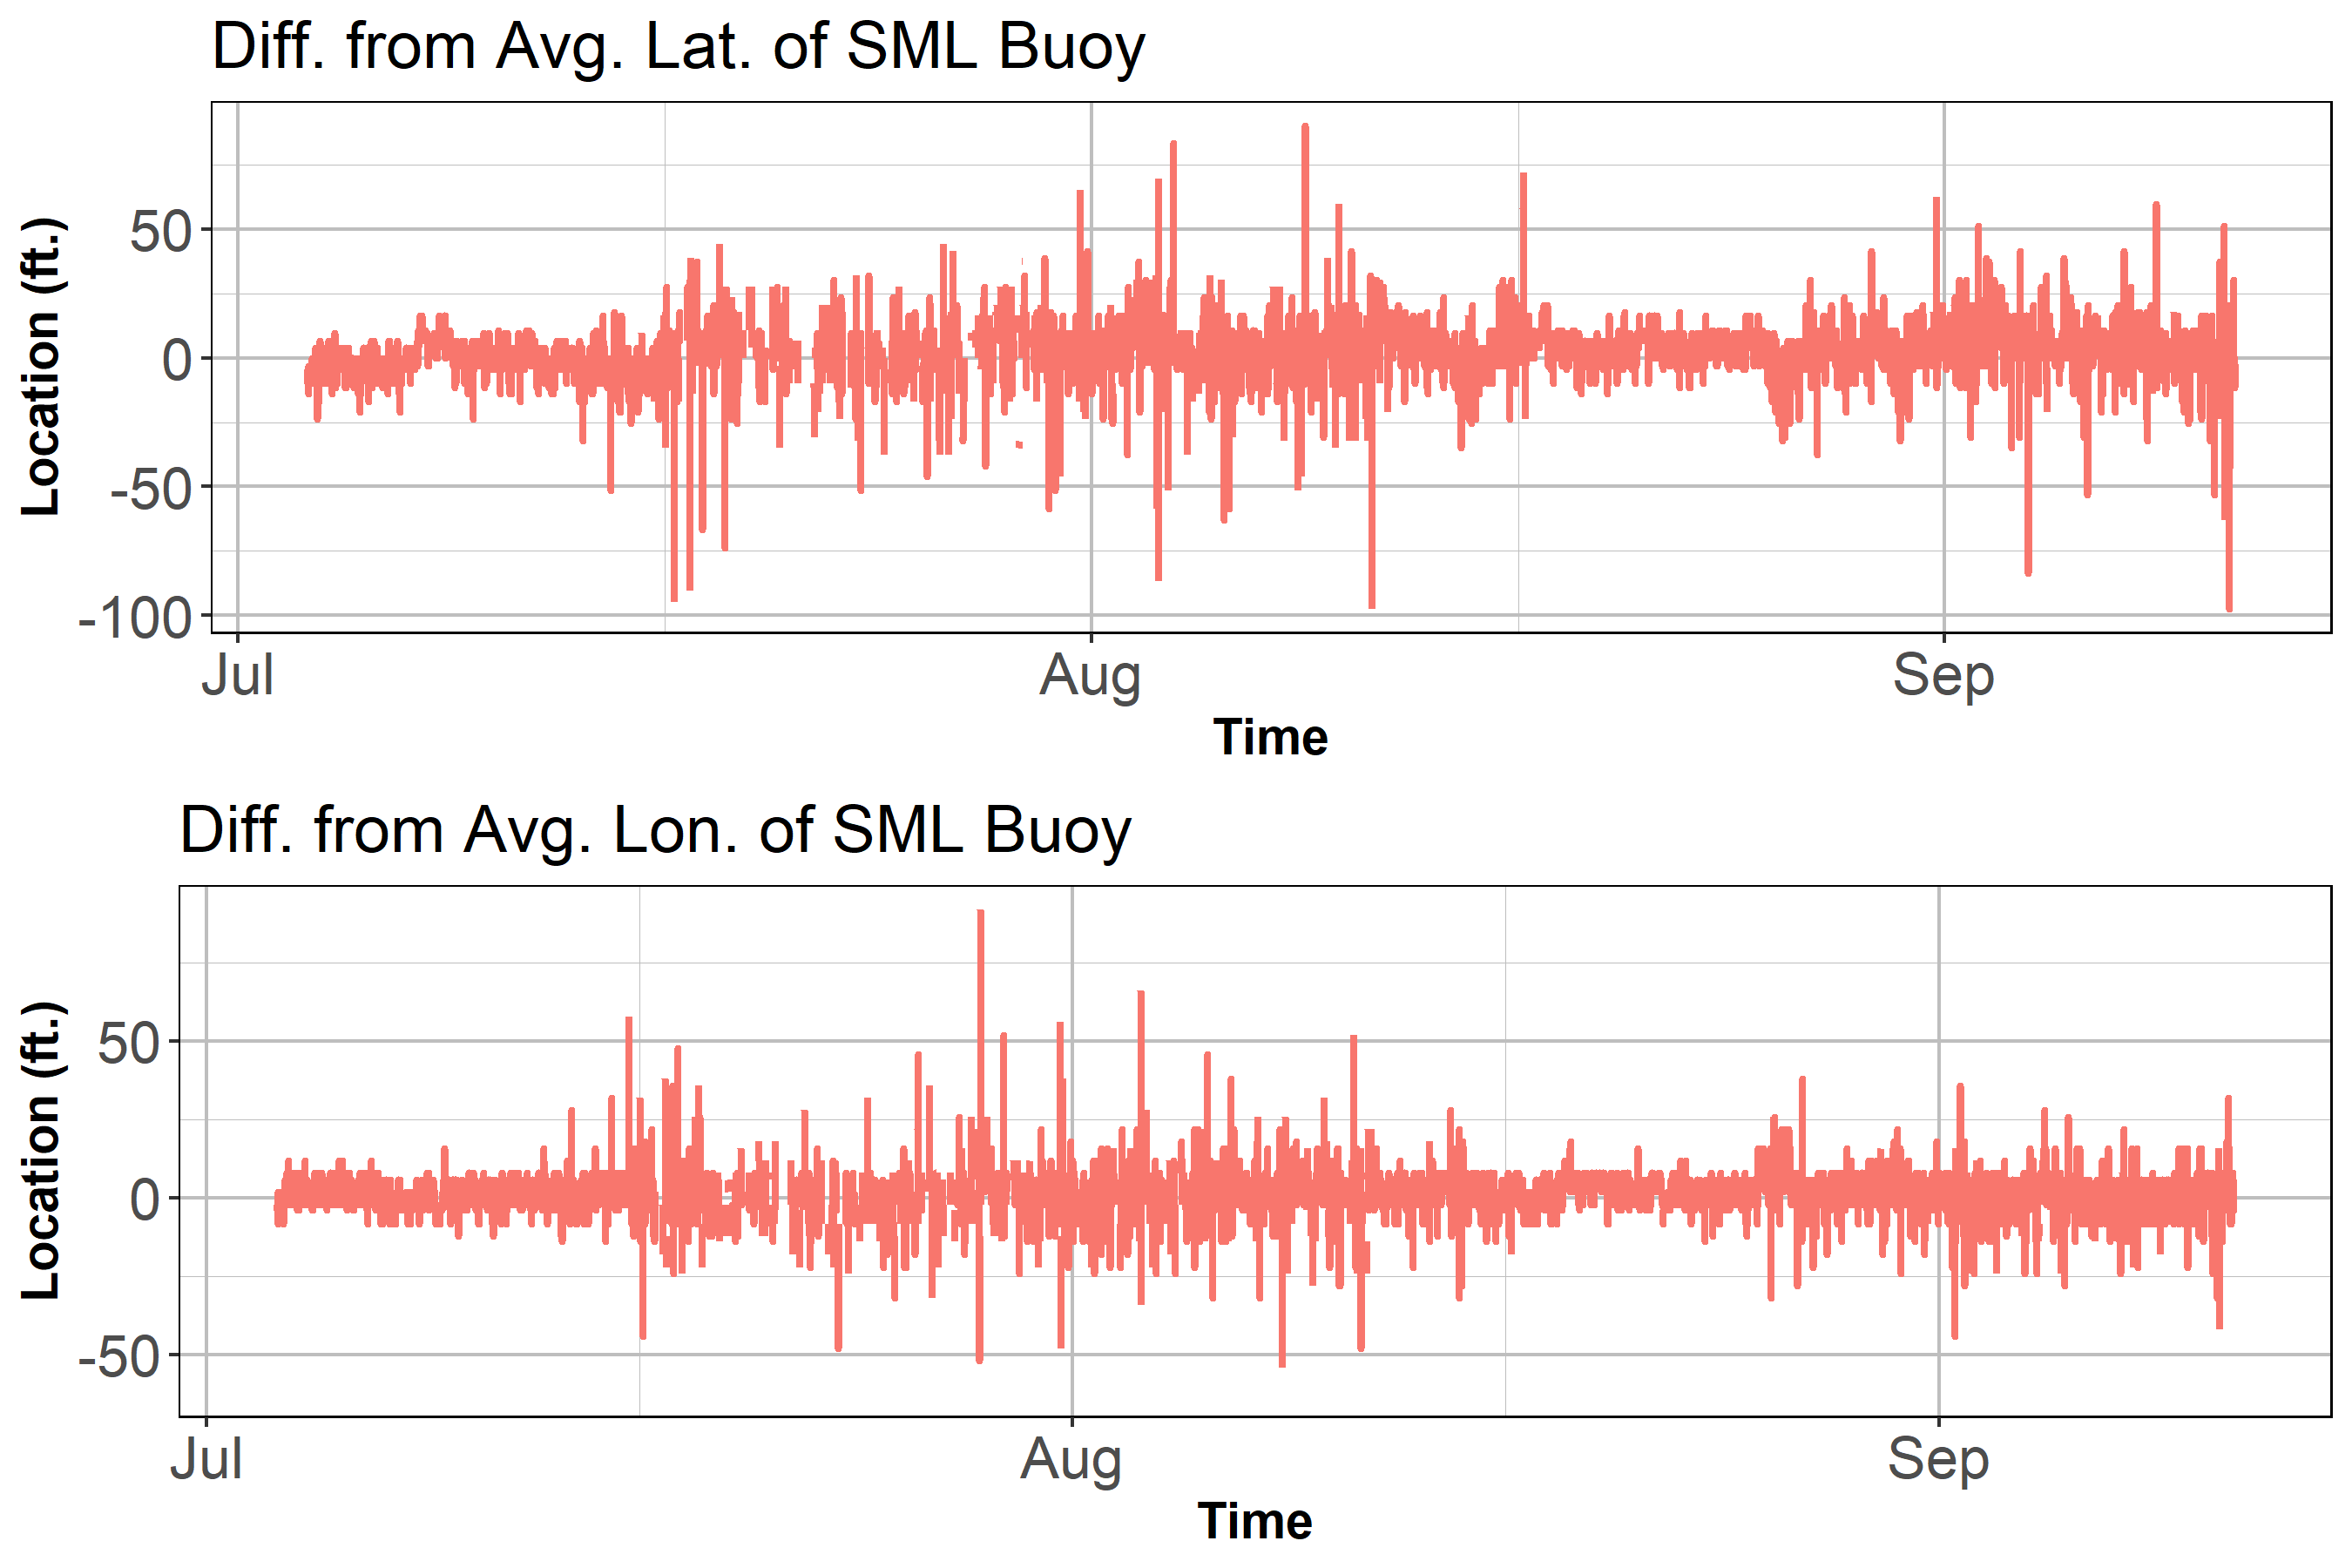 Diff. from Avg. Lat. of SML Buoy
Location (ft.)
50
0
-50
-100
Jul Aug Sep
Time
Diff. from Avg. Lon. of SML Buoy
Location (ft.)
50
0
-50
Jul Aug Sep
Time